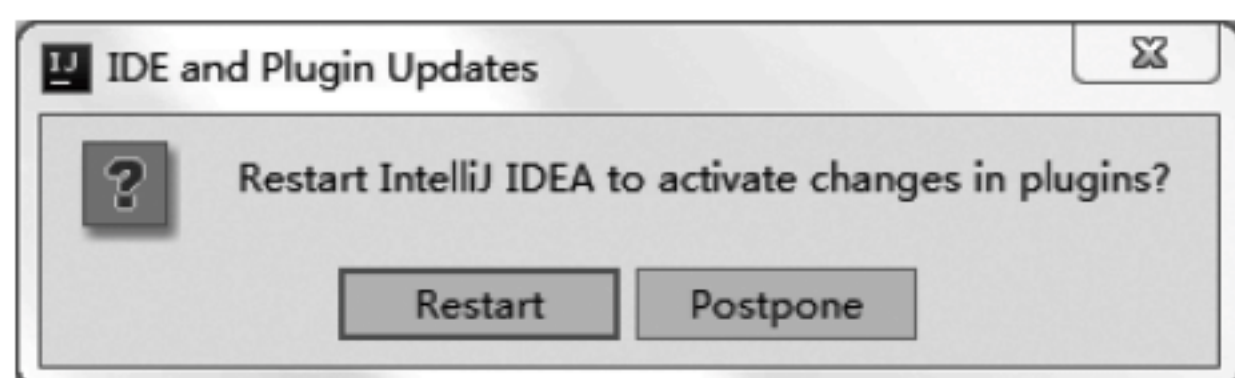 IJ IDE and Plugin Updates
?
Restart IntelliJ IDEA to activate changes in plugins?
Restart Postpone